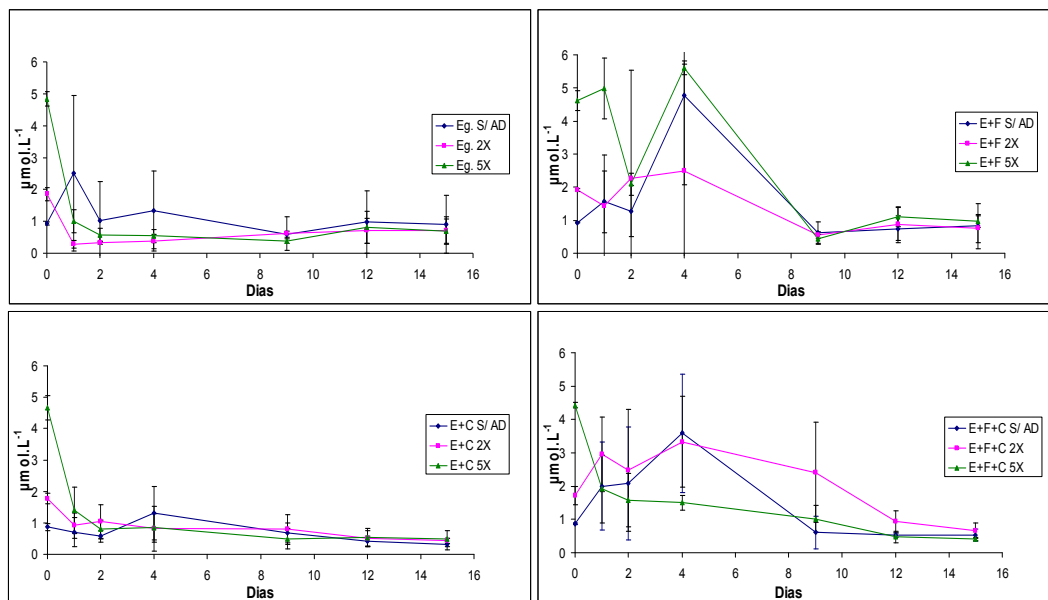 6
5
4
3
2
1
0
µmol.L⁻¹
0 2 4 6 8 10 12 14 16
Dias
Eg. S/ AD
Eg. 2X
Eg. 5X
6
5
4
3
2
1
0
µmol.L⁻¹
0 2 4 6 8 10 12 14 16
Dias
E+F S/ AD
E+F 2X
E+F 5X
6
5
4
3
2
1
0
µmol.L⁻¹
0 2 4 6 8 10 12 14 16
Dias
E+C S/ AD
E+C 2X
E+C 5X
6
5
4
3
2
1
0
µmol.L⁻¹
0 2 4 6 8 10 12 14 16
Dias
E+F+C S/ AD
E+F+C 2X
E+F+C 5X